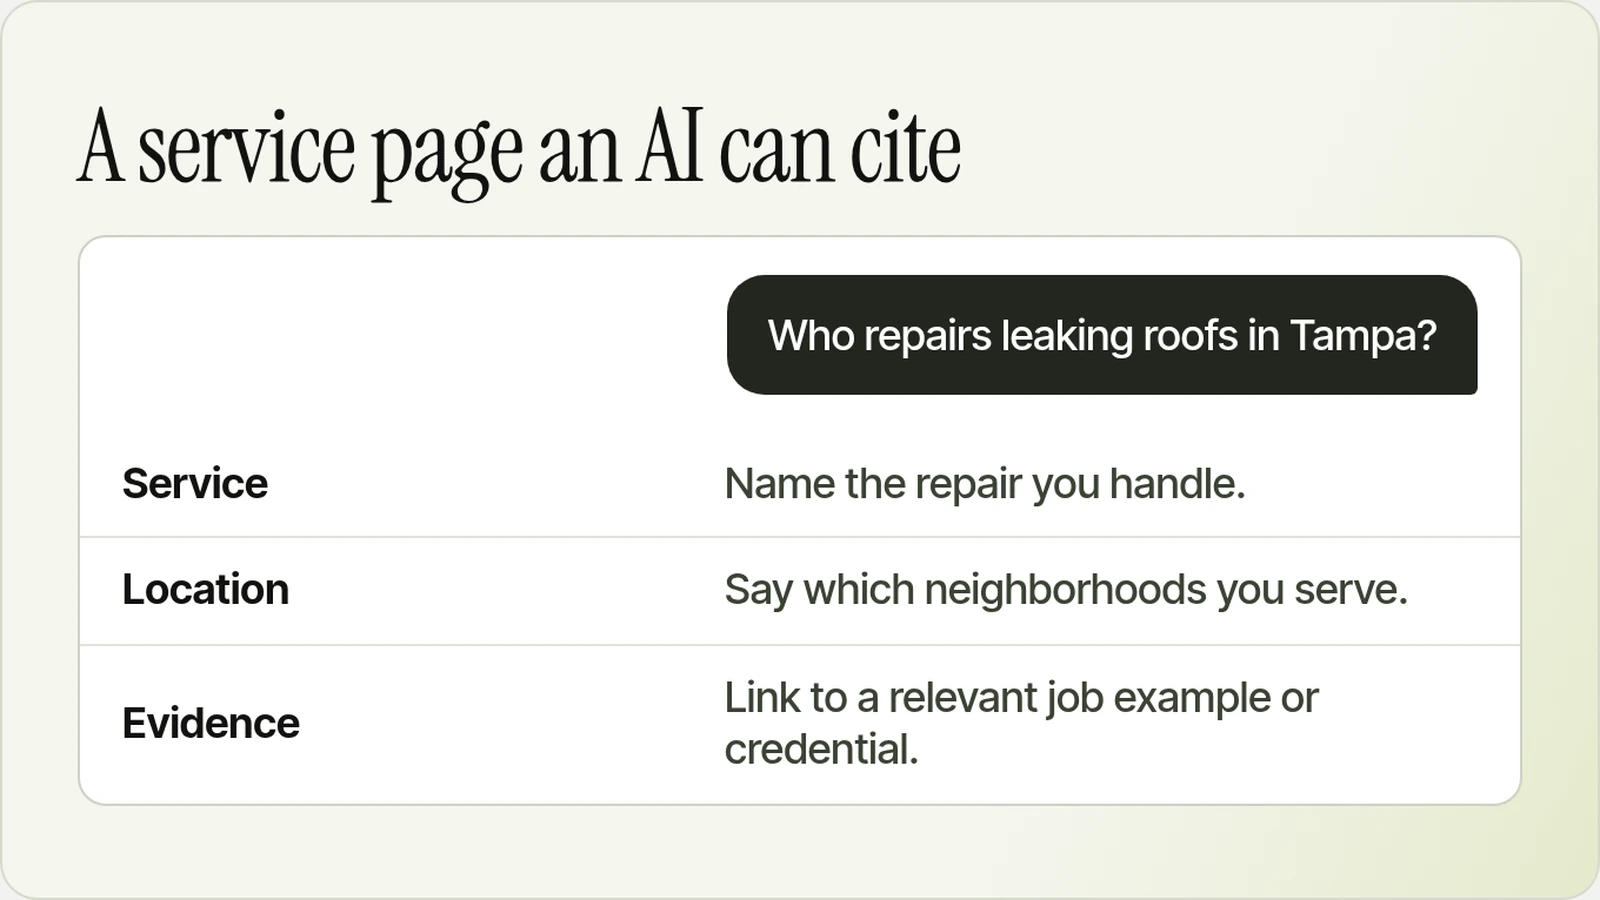 A service page an AI can cite
Who repairs leaking roofs in Tampa?
Service
Name the repair you handle.
Location
Say which neighborhoods you serve.
Evidence
Link to a relevant job example or
credential.